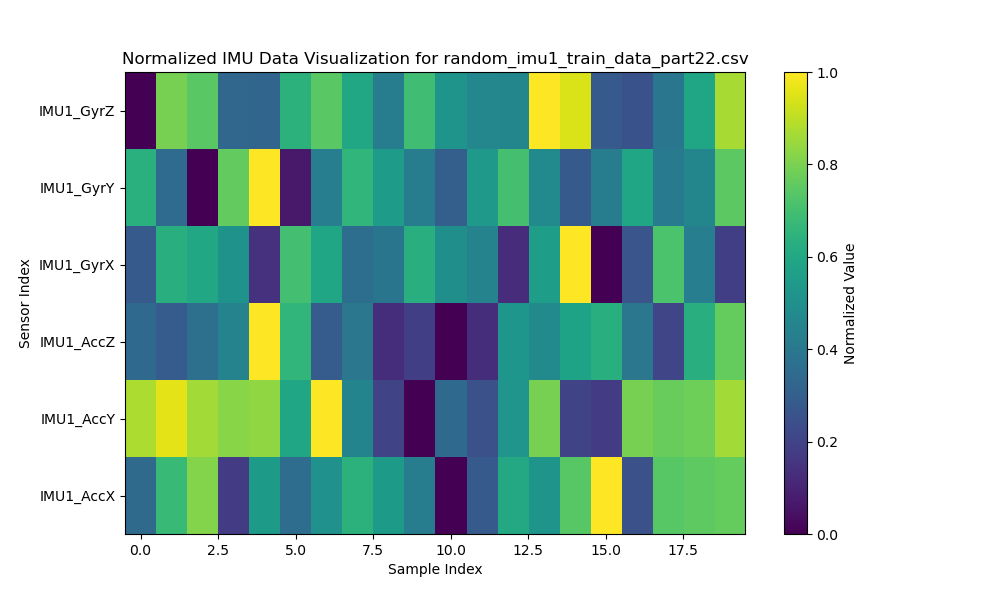 Normalized IMU Data Visualization for random_imu1_train_data_part22.csv
IMU1_GyrZ
IMU1_GyrY
IMU1_GyrX
IMU1_AccZ
IMU1_AccY
IMU1_AccX
Sensor Index
0.0 2.5 5.0 7.5 10.0 12.5 15.0 17.5
Sample Index
1.0
0.8
0.6
0.4
0.2
0.0
Normalized Value